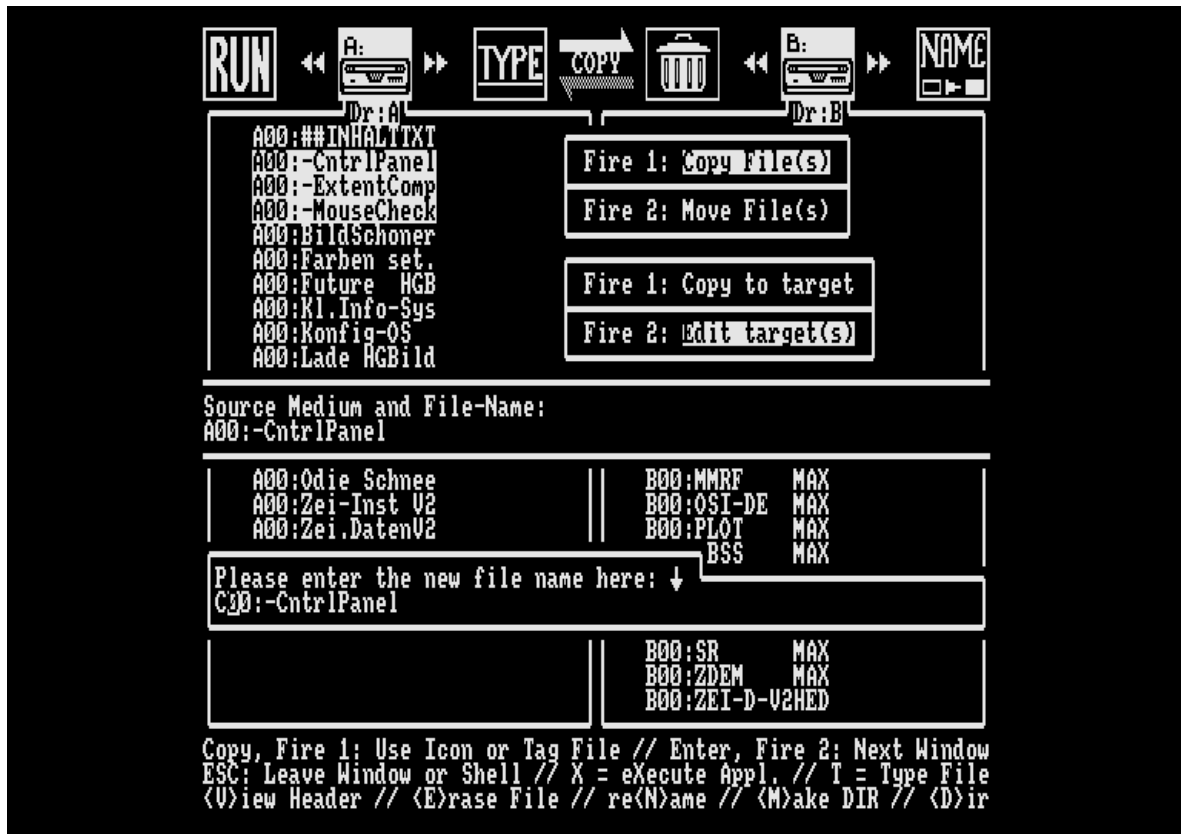 RUN A: TYPE COPY B: NAME
Dr:A Dr:B
A00:##INHALTTXT
A00:-CntrlPanel
A00:-ExtentComp
A00:-MouseCheck
A00:BildSchoner
A00:Farben set.
A00:Future  HGB
A00:Kl.Info-Sys
A00:Konfig-OS
A00:Lade HGBild
Fire 1: Copy File(s)
Fire 2: Move File(s)
Fire 1: Copy to target
Fire 2: Edit target(s)
Source Medium and File-Name:
A00:-CntrlPanel
A00:Odie Schnee
A00:Zei-Inst V2
A00:Zei.DatenV2
B00:MMRF    MAX
B00:OSI-DE  MAX
B00:PLOT    MAX
BSS    MAX
Please enter the new file name here: ↓
C00:-CntrlPanel
B00:SR      MAX
B00:ZDEM    MAX
B00:ZEI-D-V2HED
Copy, Fire 1: Use Icon or Tag File // Enter, Fire 2: Next Window
ESC: Leave Window or Shell // X = eXecute Appl. // T = Type File
<V>iew Header // <E>rase File // re<N>ame // <M>ake DIR // <D>ir